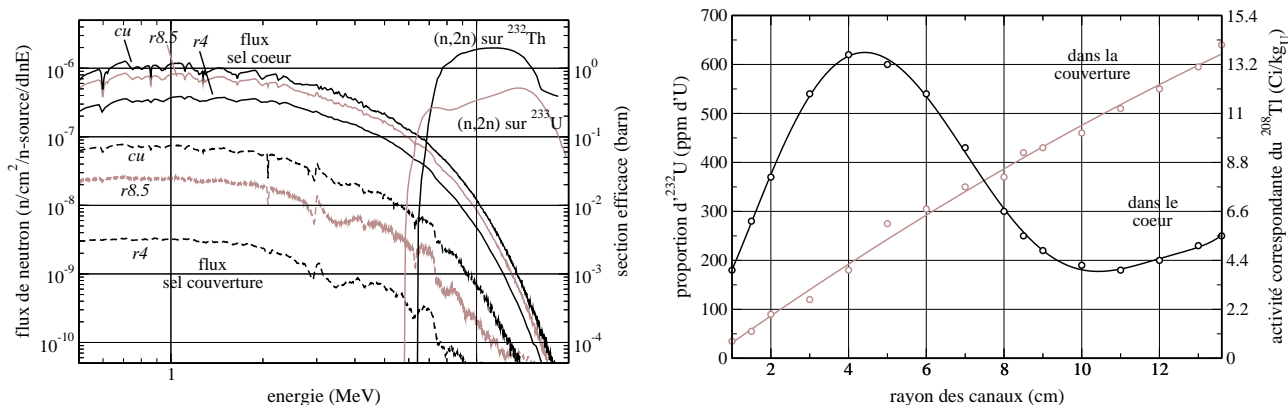 flux de neutron (n/cm²/n-source/dlnE)
10⁻⁶
10⁻⁷
10⁻⁸
10⁻⁹
10⁻¹⁰
cu
r8.5
r4
flux
sel coeur
(n,2n) sur ²³²Th
(n,2n) sur ²³³U
cu
r8.5
r4
flux
sel couverture
10⁰
10⁻¹
10⁻²
10⁻³
10⁻⁴
section efficace (barn)
1
energie (MeV)
proportion d'²³²U (ppm d'U)
700
600
500
400
300
200
100
0
dans la
couverture
dans le
coeur
15.4
13.2
11
8.8
6.6
4.4
2.2
0
activité correspondante du ²⁰⁸Tl (Ci/kg_U)
2 4 6 8 10 12
rayon des canaux (cm)